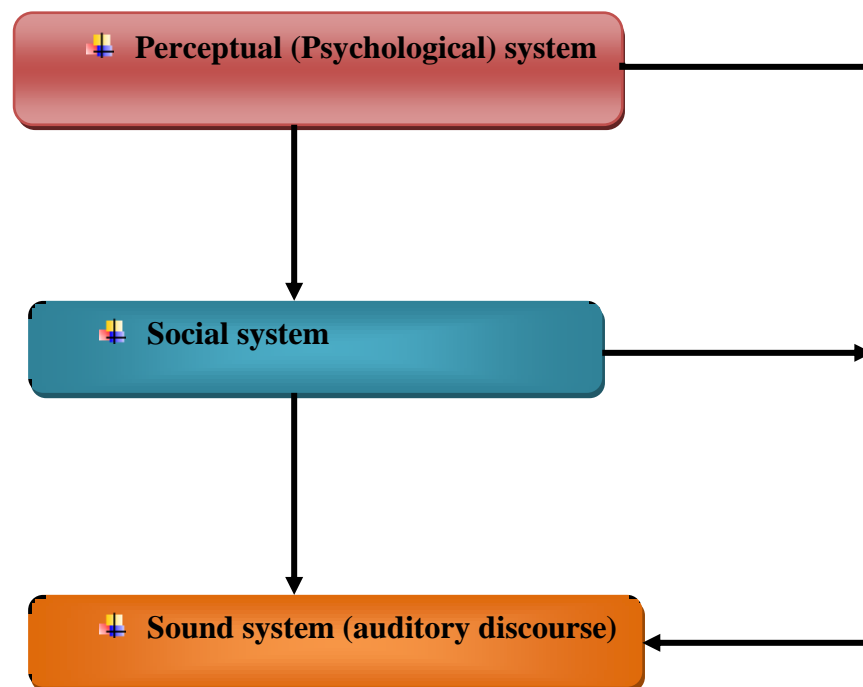 Perceptual (Psychological) system
Social system
Sound system (auditory discourse)